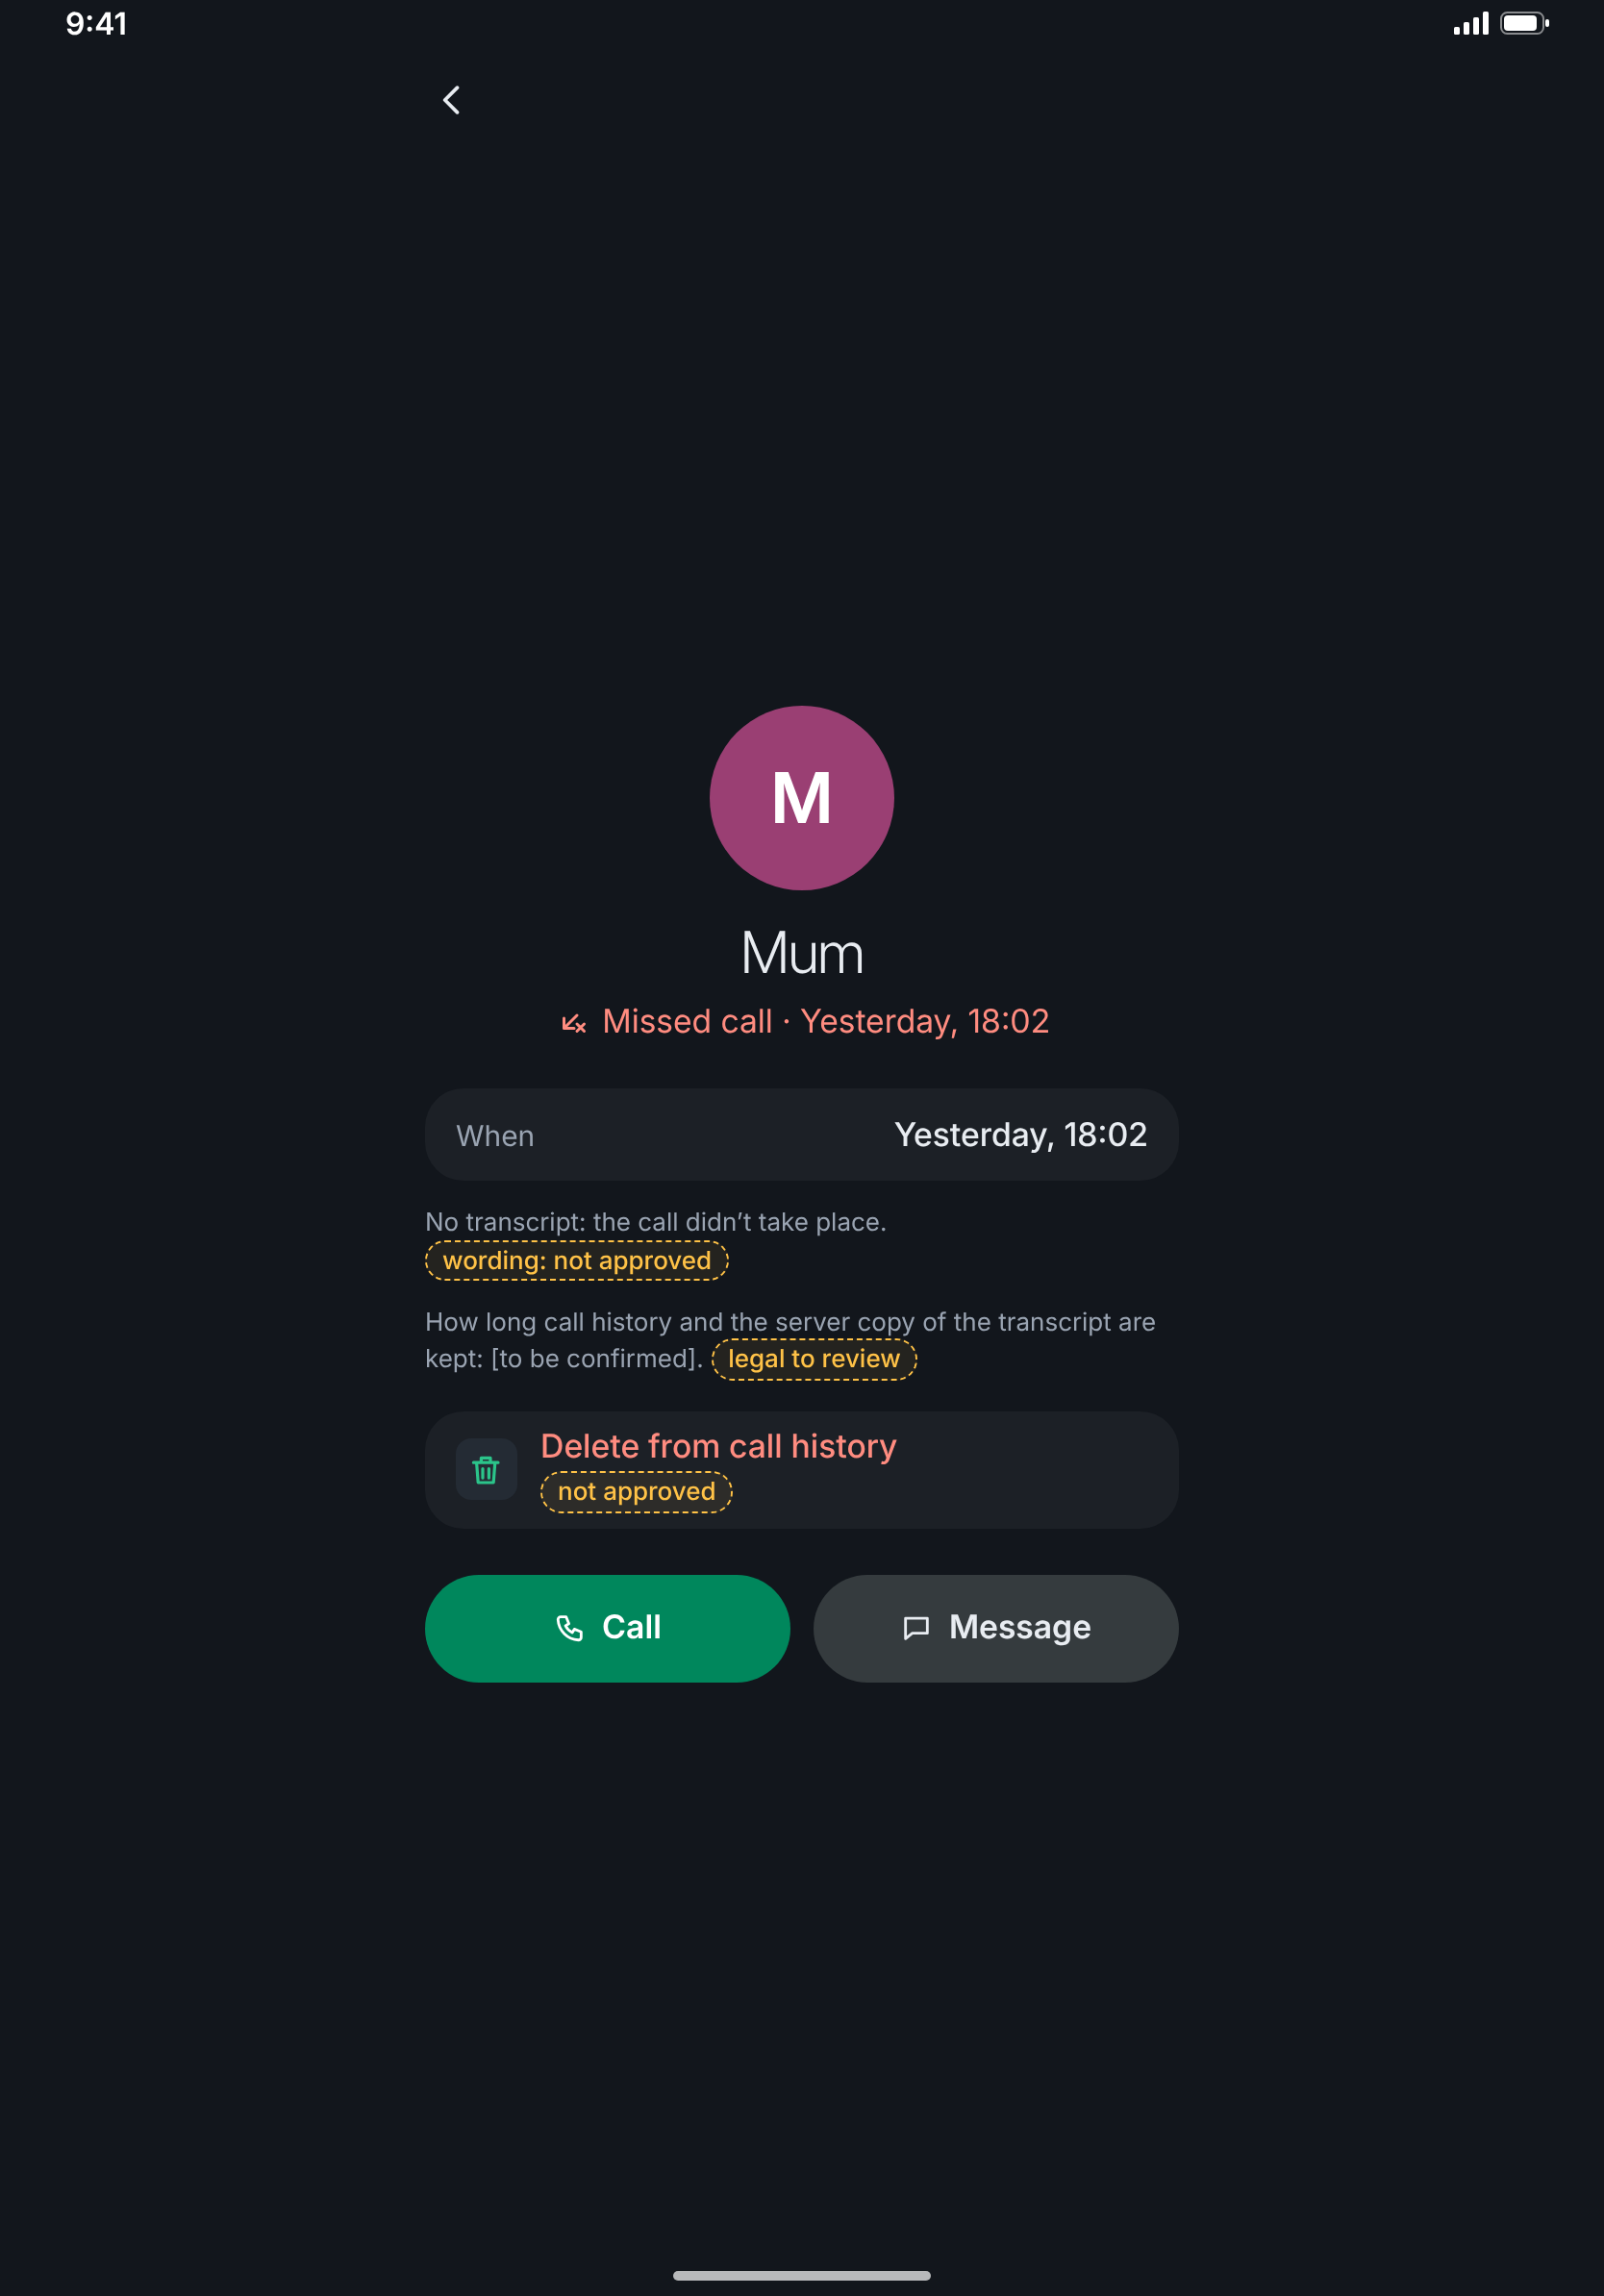 9:41
M
Mum
Missed call · Yesterday, 18:02
When Yesterday, 18:02
No transcript: the call didn’t take place.
wording: not approved
How long call history and the server copy of the transcript are
kept: [to be confirmed]. legal to review
Delete from call history
not approved
Call Message